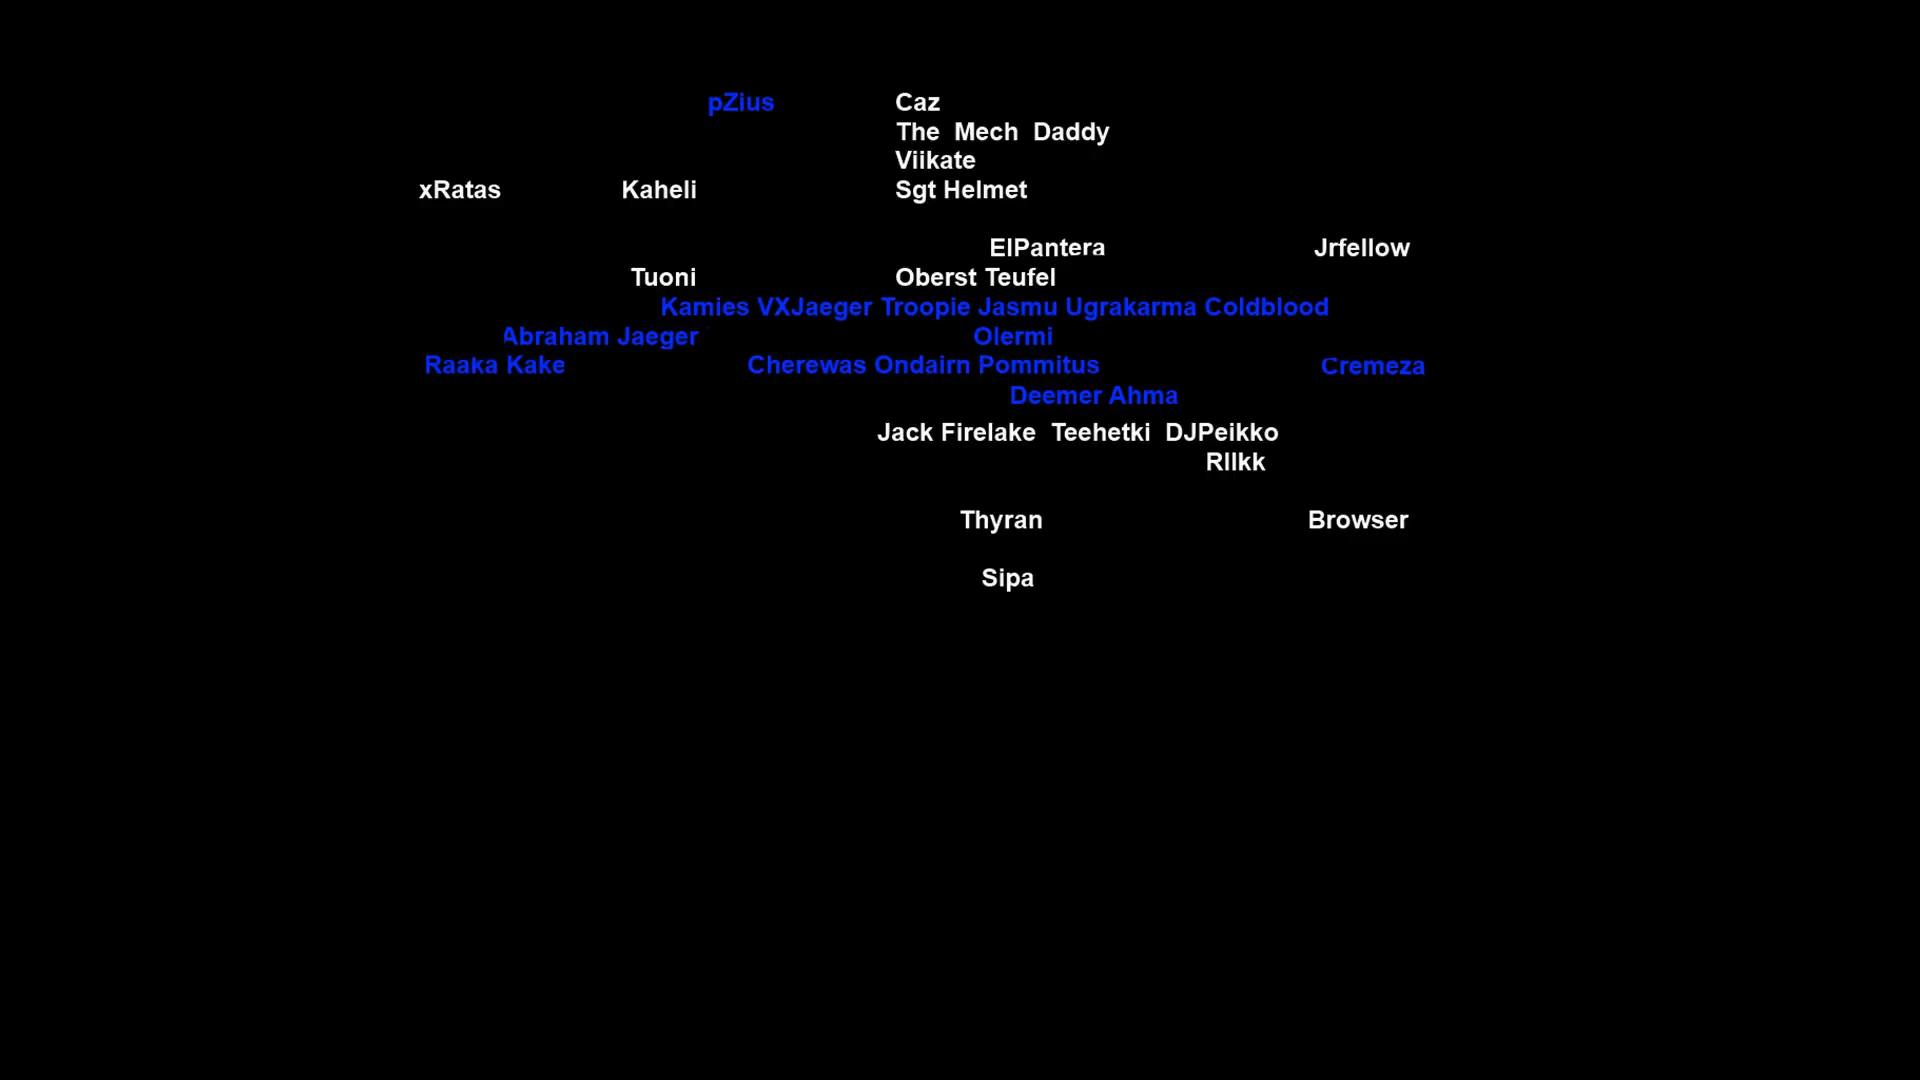 pZius Caz
The Mech Daddy
Viikate
xRatas Kaheli Sgt Helmet
ElPantera Jrfellow
Tuoni Oberst Teufel
Kamies VXJaeger Troopie Jasmu Ugrakarma Coldblood
Abraham Jaeger Olermi
Raaka Kake Cherewas Ondairn Pommitus Cremeza
Deemer Ahma
Jack Firelake Teehetki DJPeikko
Rllkk
Thyran Browser
Sipa